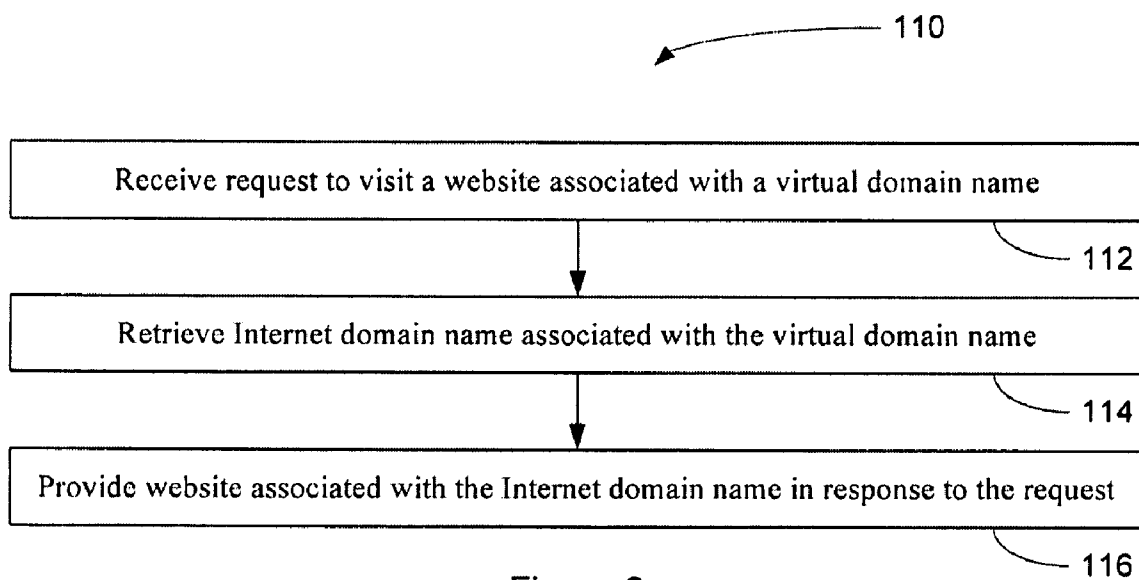 110
Receive request to visit a website associated with a virtual domain name
112
Retrieve Internet domain name associated with the virtual domain name
114
Provide website associated with the Internet domain name in response to the request
116